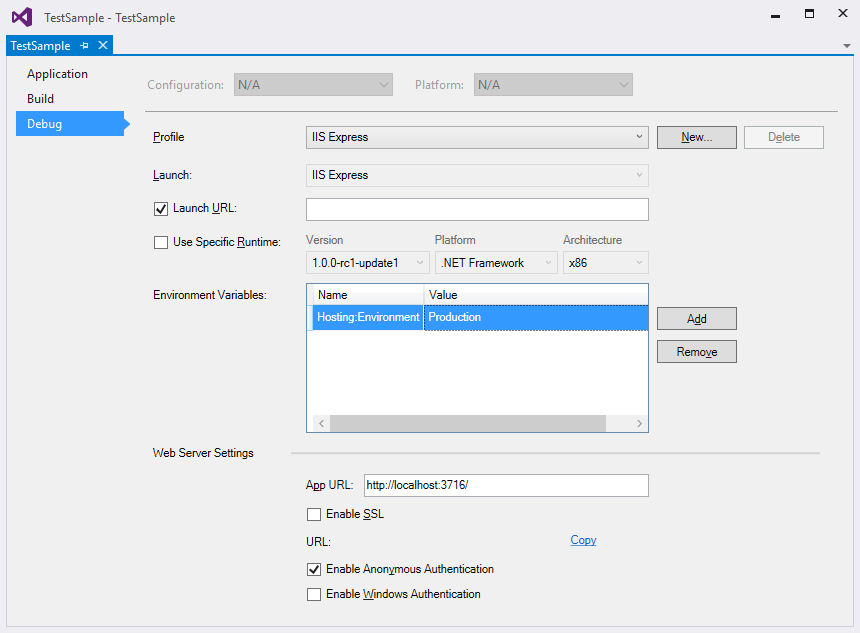 TestSample - TestSample
TestSample
Application
Build
Debug
Configuration: N/A Platform: N/A
Profile IIS Express New... Delete
Launch: IIS Express
Launch URL:
Use Specific Runtime: Version Platform Architecture
1.0.0-rc1-update1 .NET Framework x86
Environment Variables: Name Value
Hosting:Environment Production
Add
Remove
Web Server Settings
App URL: http://localhost:3716/
Enable SSL
URL: Copy
Enable Anonymous Authentication
Enable Windows Authentication